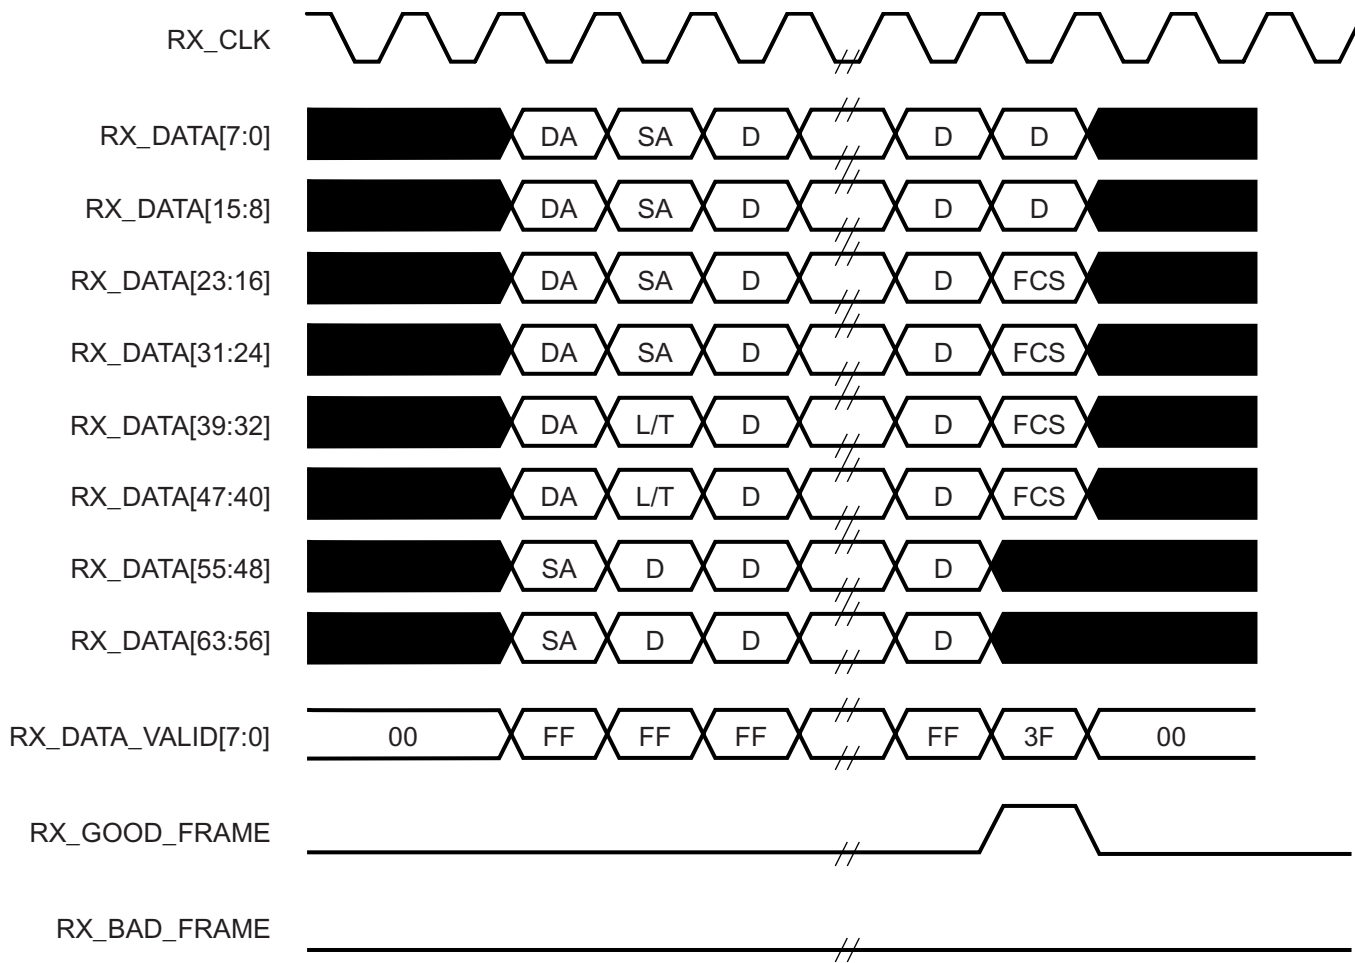 RX_CLK
RX_DATA[7:0] DA SA D D D
RX_DATA[15:8] DA SA D D D
RX_DATA[23:16] DA SA D D FCS
RX_DATA[31:24] DA SA D D FCS
RX_DATA[39:32] DA L/T D D FCS
RX_DATA[47:40] DA L/T D D FCS
RX_DATA[55:48] SA D D D
RX_DATA[63:56] SA D D D
RX_DATA_VALID[7:0] 00 FF FF FF FF 3F 00
RX_GOOD_FRAME
RX_BAD_FRAME